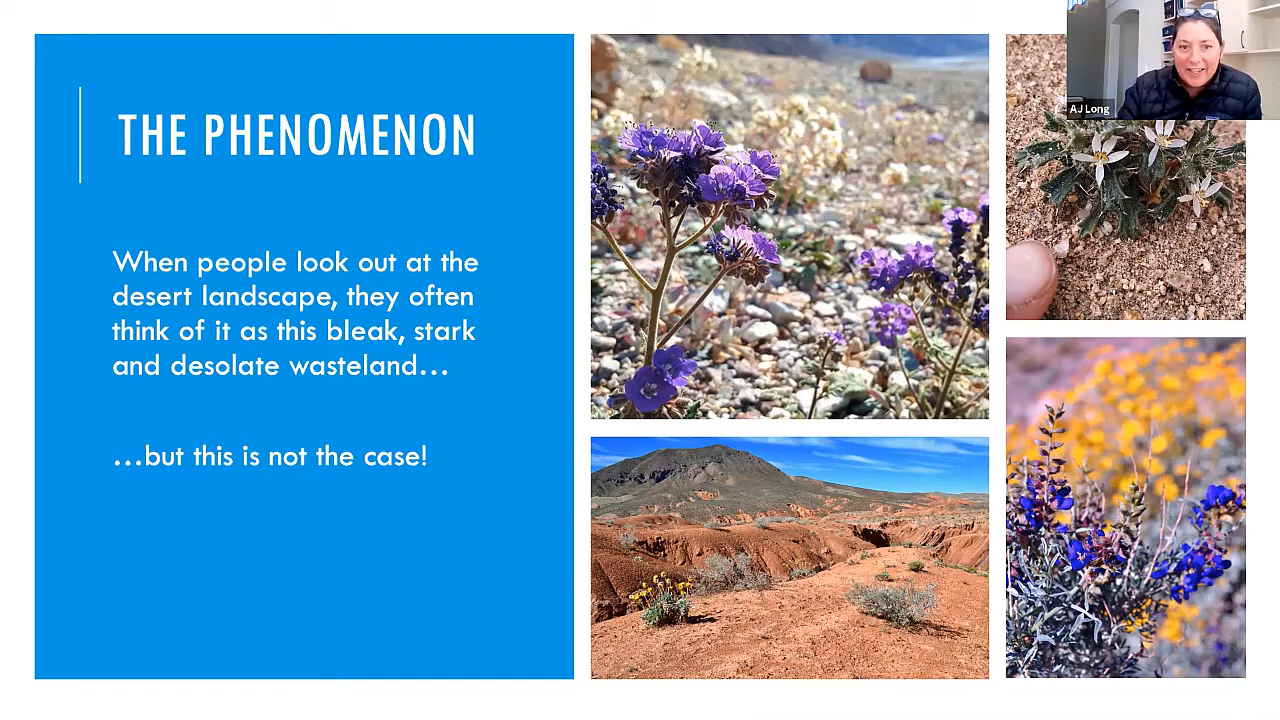 THE PHENOMENON
When people look out at the
desert landscape, they often
think of it as this bleak, stark
and desolate wasteland…
…but this is not the case!
AJ Long